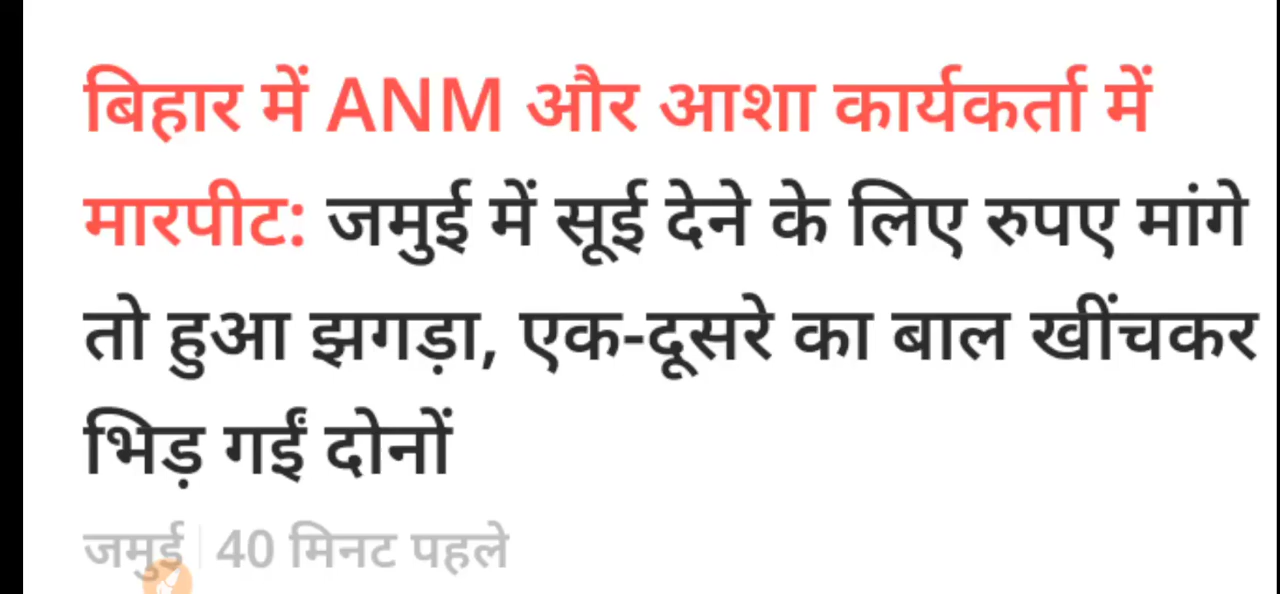 बिहार में ANM और आशा कार्यकर्ता में
मारपीट: जमुई में सूई देने के लिए रुपए मांगे
तो हुआ झगड़ा, एक-दूसरे का बाल खींचकर
भिड़ गईं दोनों
जमुई | 40 मिनट पहले